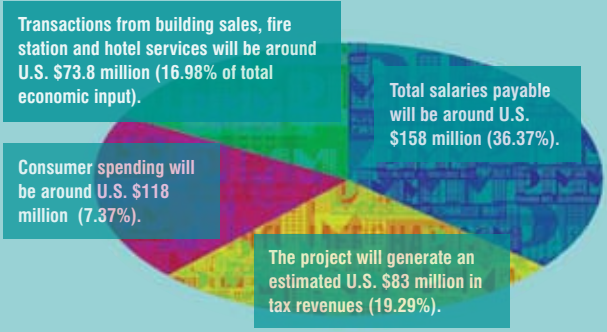 Transactions from building sales, fire
station and hotel services will be around
U.S. $73.8 million (16.98% of total
economic input).
Total salaries payable
will be around U.S.
$158 million (36.37%).
Consumer spending will
be around U.S. $118
million (7.37%).
The project will generate an
estimated U.S. $83 million in
tax revenues (19.29%).